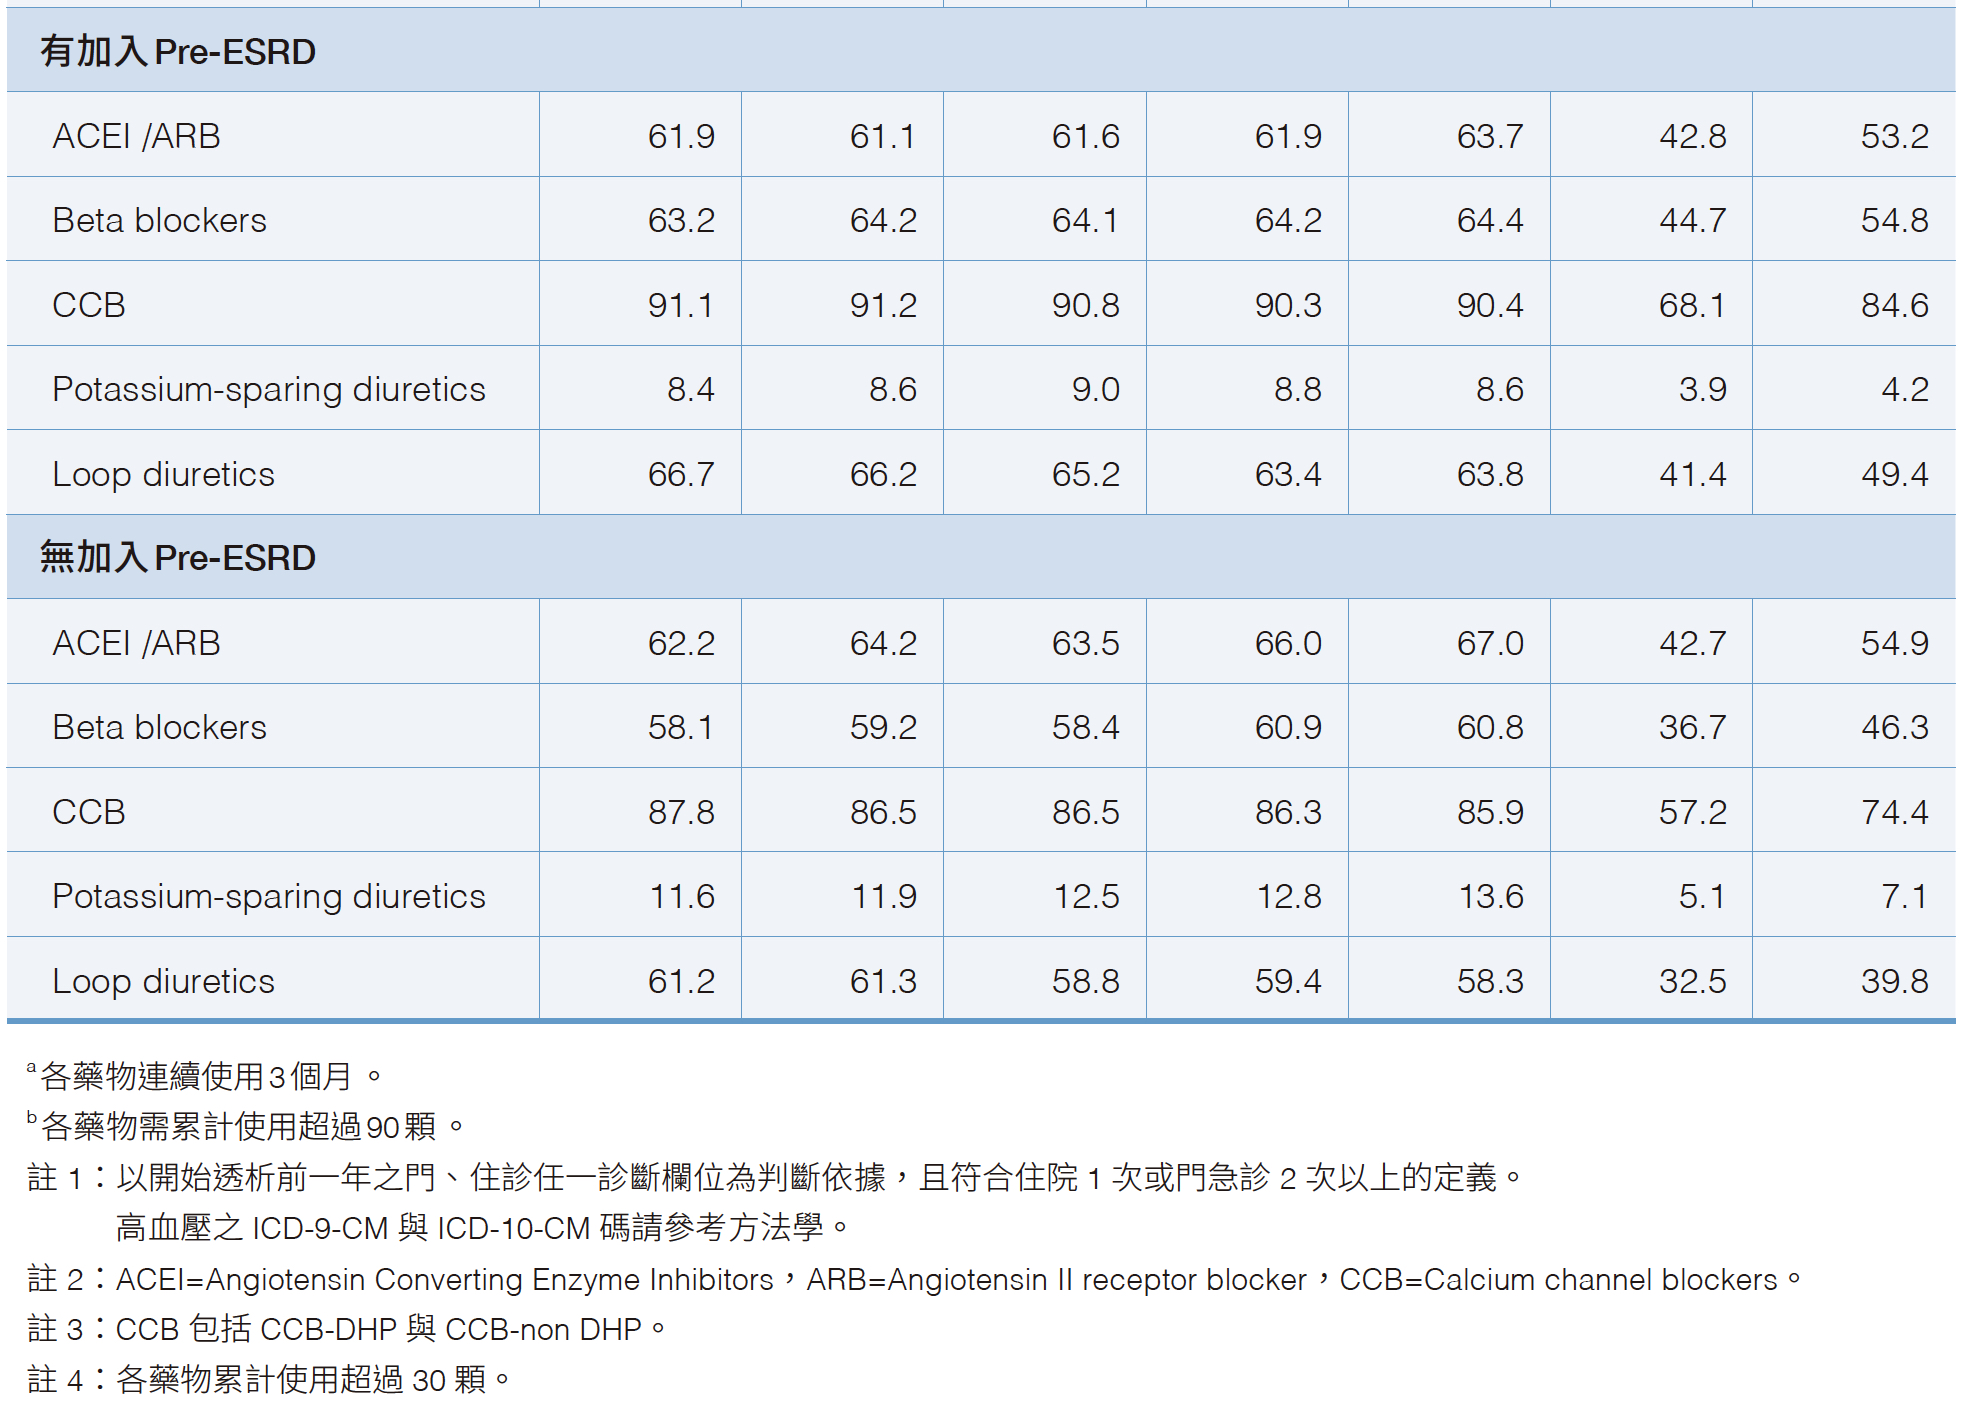 有加入Pre-ESRD
ACEI /ARB 61.9 61.1 61.6 61.9 63.7 42.8 53.2
Beta blockers 63.2 64.2 64.1 64.2 64.4 44.7 54.8
CCB 91.1 91.2 90.8 90.3 90.4 68.1 84.6
Potassium-sparing diuretics 8.4 8.6 9.0 8.8 8.6 3.9 4.2
Loop diuretics 66.7 66.2 65.2 63.4 63.8 41.4 49.4
無加入Pre-ESRD
ACEI /ARB 62.2 64.2 63.5 66.0 67.0 42.7 54.9
Beta blockers 58.1 59.2 58.4 60.9 60.8 36.7 46.3
CCB 87.8 86.5 86.5 86.3 85.9 57.2 74.4
Potassium-sparing diuretics 11.6 11.9 12.5 12.8 13.6 5.1 7.1
Loop diuretics 61.2 61.3 58.8 59.4 58.3 32.5 39.8
a 各藥物連續使用3個月。
b 各藥物需累計使用超過90顆。
註 1：以開始透析前一年之門、住診任一診斷欄位為判斷依據，且符合住院 1 次或門急診 2 次以上的定義。
高血壓之 ICD-9-CM 與 ICD-10-CM 碼請參考方法學。
註 2：ACEI=Angiotensin Converting Enzyme Inhibitors，ARB=Angiotensin II receptor blocker，CCB=Calcium channel blockers。
註 3：CCB 包括 CCB-DHP 與 CCB-non DHP。
註 4：各藥物累計使用超過 30 顆。